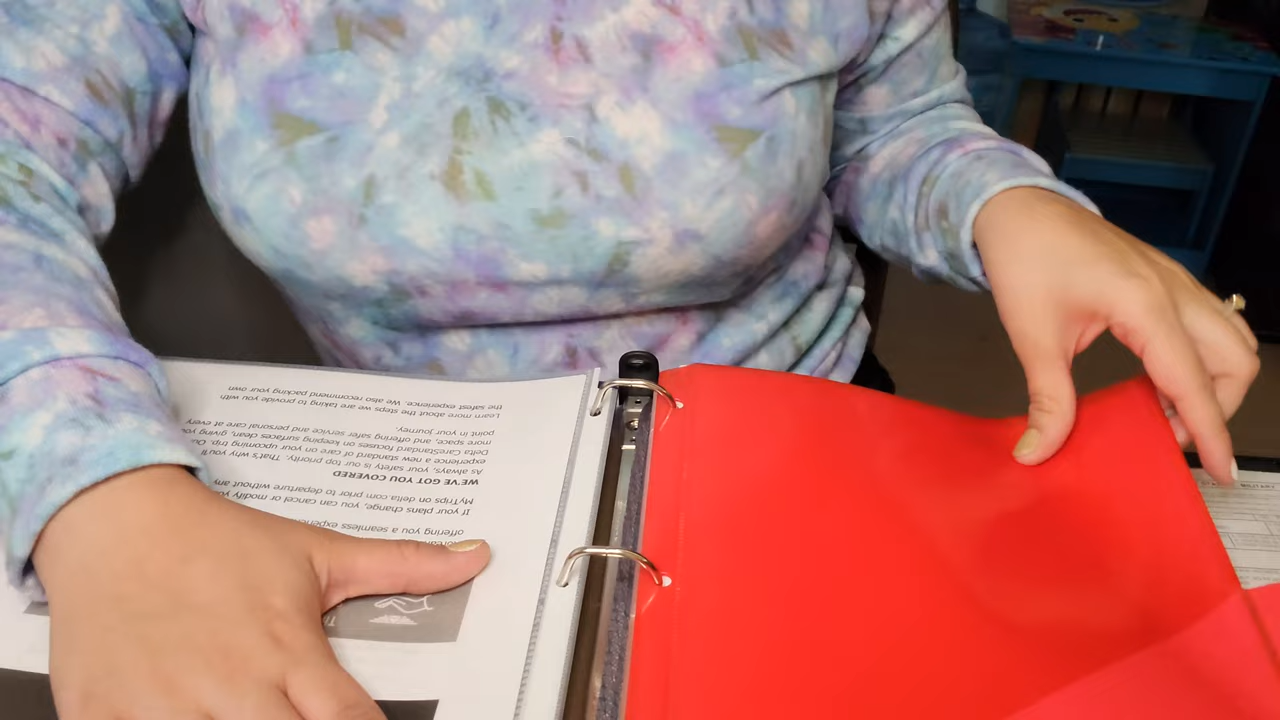 offering you a seamless experien
If your plans change, you can cancel or modify yo
MyTrips on delta.com prior to departure without any
WE'VE GOT YOU COVERED
As always, your safety is our top priority. That's why you'll
experience a new standard of care on your upcoming trip. Our
Delta CareStandard focuses on keeping surfaces clean, giving you
more space, and offering safer service and personal care at every
point in your journey.
Learn more about the steps we are taking to provide you with
the safest experience. We also recommend packing your own